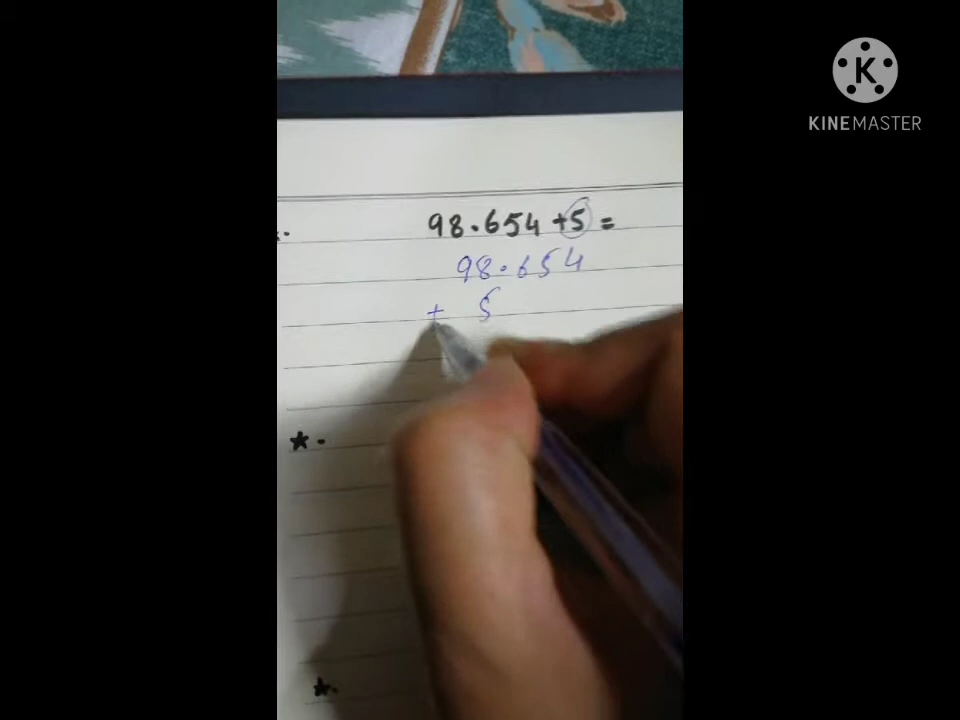 K
KINEMASTER
98.654 +5 =
98.654
+ 5
★.
★.